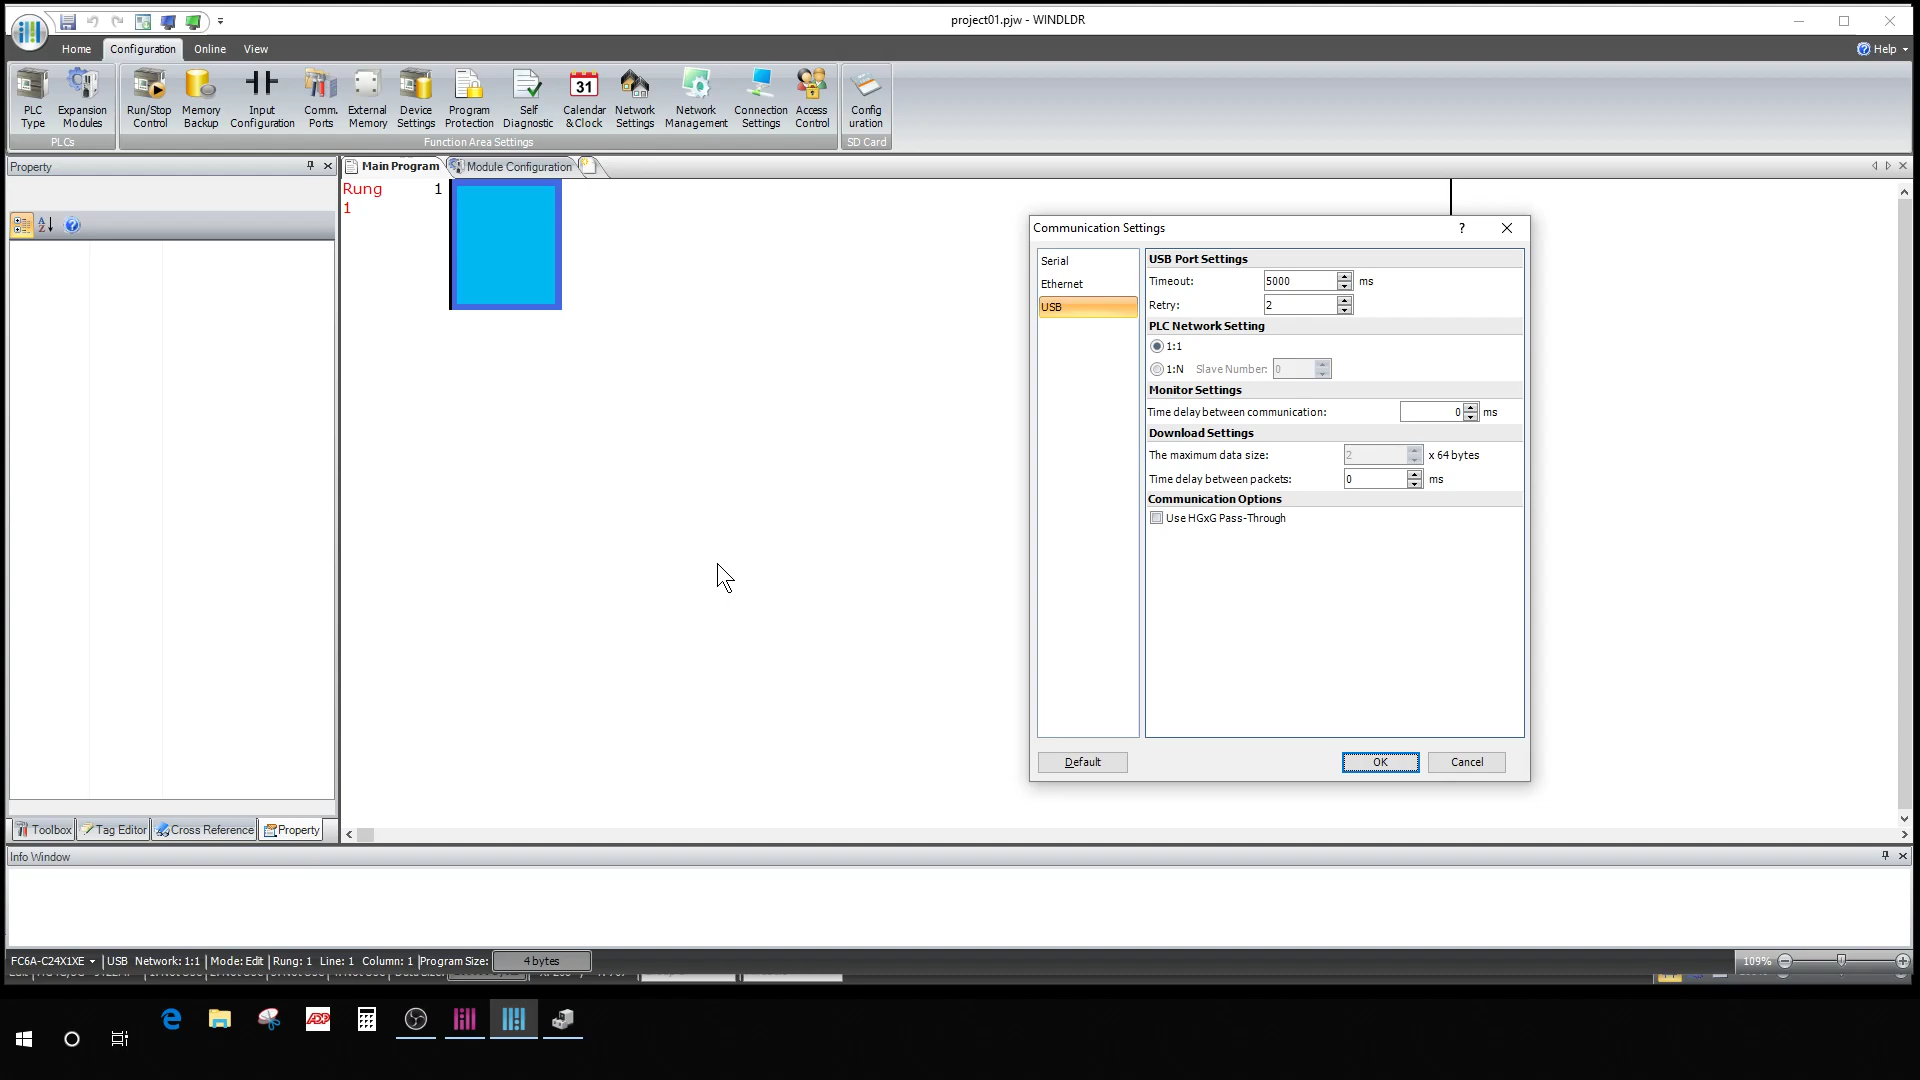 project01.pjw - WINDLDR
Home Configuration Online View Help
PLC Type
Expansion Modules
Run/Stop Control
Memory Backup
Input Configuration
Comm. Ports
External Memory
Device Settings
Program Protection
Self Diagnostic
31
Calendar & Clock
Network Settings
Network Management
Connection Settings
Access Control
Config uration
PLCs Function Area Settings SD Card
Property
Main Program Module Configuration
Rung 1
1
Communication Settings ?
Serial
Ethernet
USB
USB Port Settings
Timeout: 5000 ms
Retry: 2
PLC Network Setting
1:1
1:N Slave Number: 0
Monitor Settings
Time delay between communication: 0 ms
Download Settings
The maximum data size: 2 x 64 bytes
Time delay between packets: 0 ms
Communication Options
Use HGxG Pass-Through
Default OK Cancel
Toolbox Tag Editor Cross Reference Property
Info Window
FC6A-C24X1XE USB Network: 1:1 Mode: Edit Rung: 1 Line: 1 Column: 1 Program Size: 4 bytes 109%
ADP